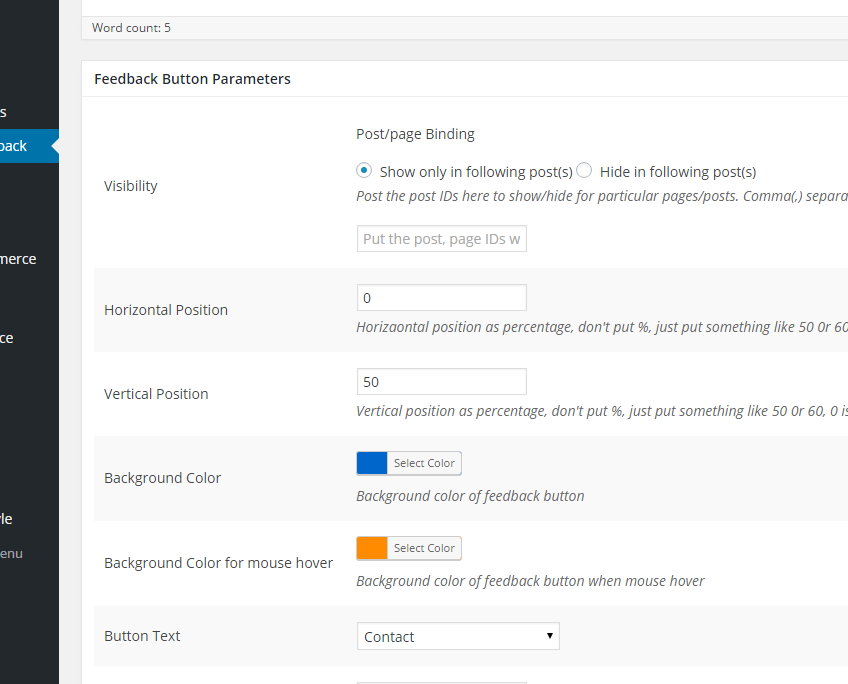 Word count: 5
Feedback Button Parameters
s
back
merce
ce
le
enu
Post/page Binding
Visibility
Show only in following post(s) Hide in following post(s)
Post the post IDs here to show/hide for particular pages/posts. Comma(,) separa
Put the post, page IDs w
Horizontal Position
0
Horizaontal position as percentage, don't put %, just put something like 50 0r 60
Vertical Position
50
Vertical position as percentage, don't put %, just put something like 50 0r 60, 0 is
Background Color
Select Color
Background color of feedback button
Background Color for mouse hover
Select Color
Background color of feedback button when mouse hover
Button Text
Contact